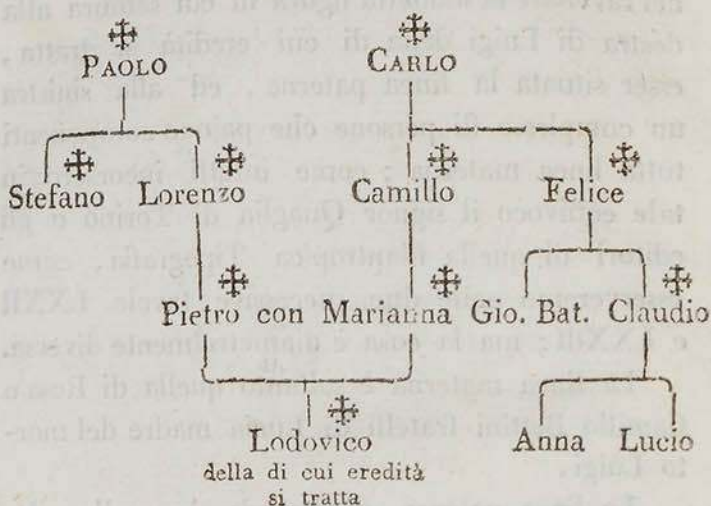 PAOLO CARLO
Stefano Lorenzo Camillo Felice
Pietro con Marianna Gio. Bat. Claudio
Lodovico Anna Lucio
della di cui eredità
si tratta